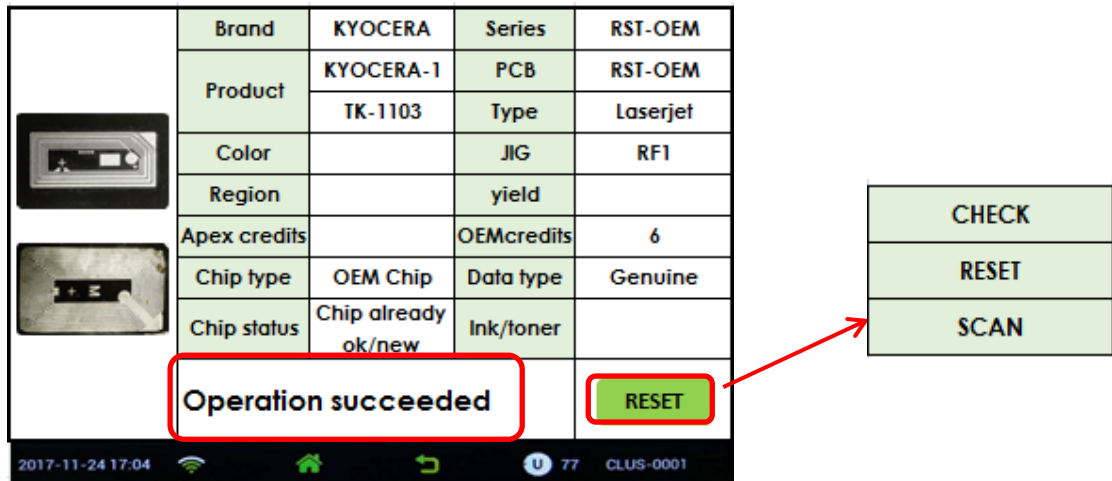 Brand KYOCERA Series RST-OEM
Product KYOCERA-1 PCB RST-OEM
TK-1103 Type Laserjet
Color JIG RF1
Region yield
Apex credits OEMcredits 6
Chip type OEM Chip Data type Genuine
Chip status Chip already ok/new Ink/toner
Operation succeeded RESET
2017-11-24 17:04 U 77 CLUS-0001
CHECK
RESET
SCAN